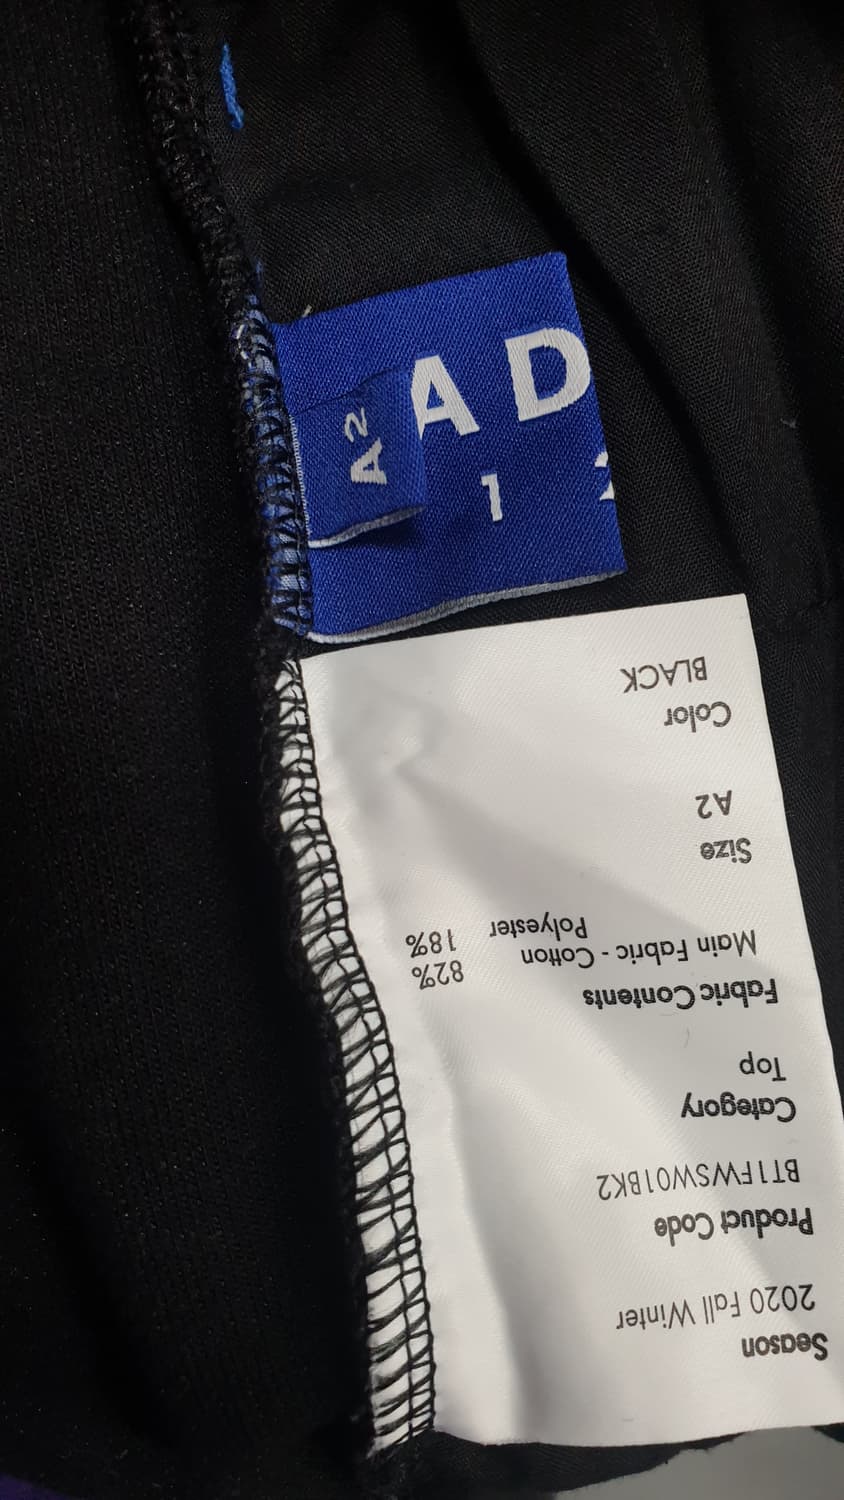 A D
1 2
A2
Season
2020 Fall Winter
Product Code
BT1FWSW01BK2
Category
Top
Fabric Contents
Main Fabric - Cotton 82%
Polyester 18%
Size
A2
Color
BLACK